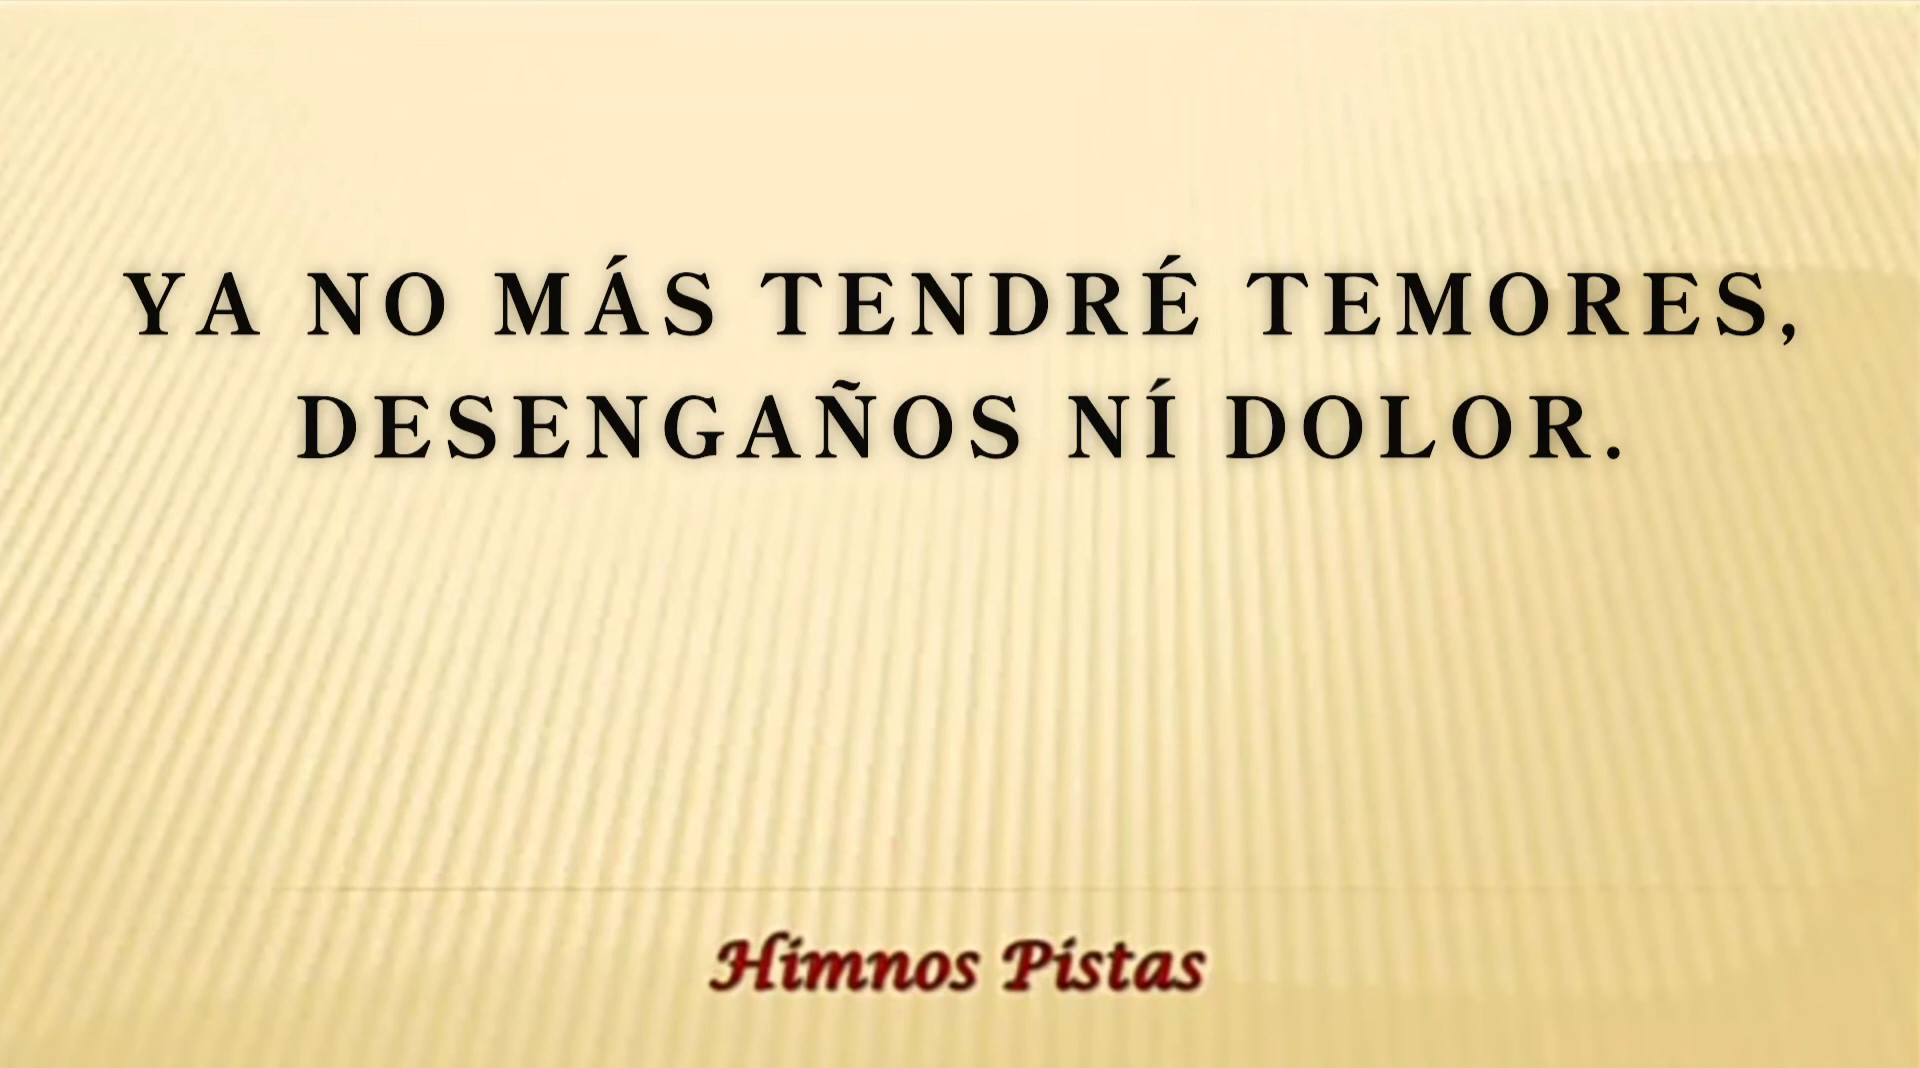 YA NO MÁS TENDRÉ TEMORES,
DESENGAÑOS NÍ DOLOR.
Himnos Pistas